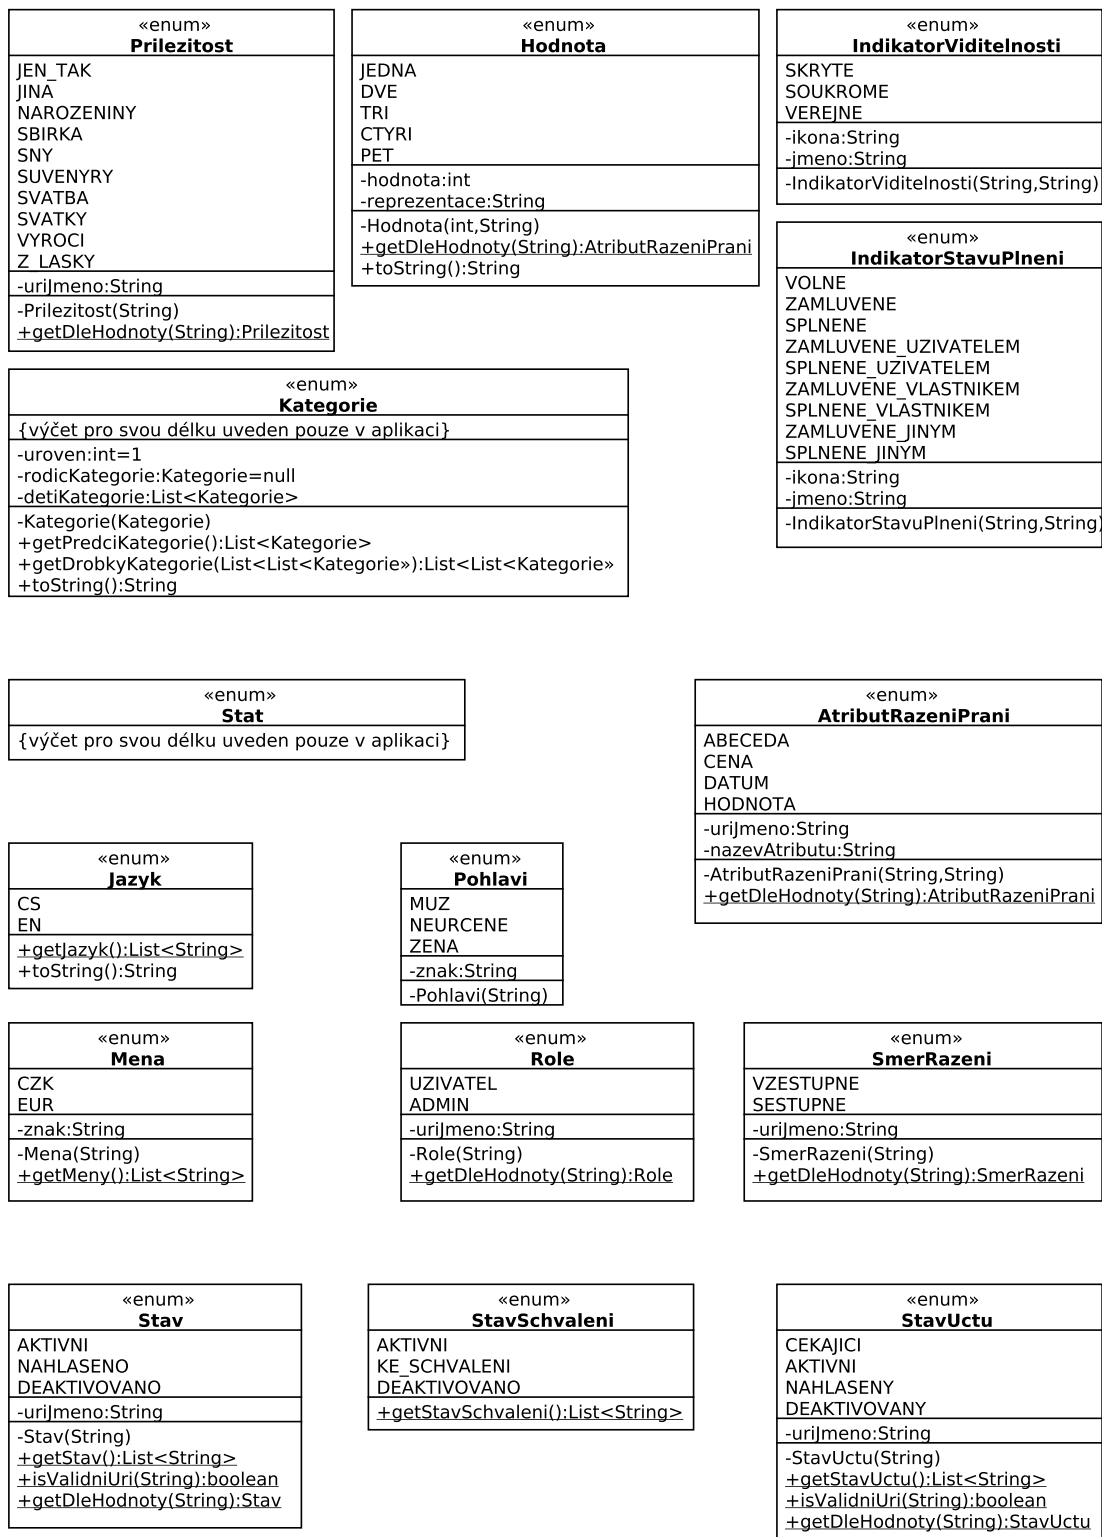 «enum»
Prilezitost
JEN_TAK
JINA
NAROZENINY
SBIRKA
SNY
SUVENYRY
SVATBA
SVATKY
VYROCI
Z_LASKY
-uriJmeno:String
-Prilezitost(String)
+getDleHodnoty(String):Prilezitost
«enum»
Hodnota
JEDNA
DVE
TRI
CTYRI
PET
-hodnota:int
-reprezentace:String
-Hodnota(int,String)
+getDleHodnoty(String):AtributRazeniPrani
+toString():String
«enum»
IndikatorViditelnosti
SKRYTE
SOUKROME
VEREJNE
-ikona:String
-jmeno:String
-IndikatorViditelnosti(String,String)
«enum»
IndikatorStavuPlneni
VOLNE
ZAMLUVENE
SPLNENE
ZAMLUVENE_UZIVATELEM
SPLNENE_UZIVATELEM
ZAMLUVENE_VLASTNIKEM
SPLNENE_VLASTNIKEM
ZAMLUVENE_JINYM
SPLNENE_JINYM
-ikona:String
-jmeno:String
-IndikatorStavuPlneni(String,String)
«enum»
Kategorie
{výčet pro svou délku uveden pouze v aplikaci}
-uroven:int=1
-rodicKategorie:Kategorie=null
-detiKategorie:List<Kategorie>
-Kategorie(Kategorie)
+getPredciKategorie():List<Kategorie>
+getDrobkyKategorie(List<List<Kategorie»):List<List<Kategorie»
+toString():String
«enum»
Stat
{výčet pro svou délku uveden pouze v aplikaci}
«enum»
AtributRazeniPrani
ABECEDA
CENA
DATUM
HODNOTA
-uriJmeno:String
-nazevAtributu:String
-AtributRazeniPrani(String,String)
+getDleHodnoty(String):AtributRazeniPrani
«enum»
Jazyk
CS
EN
+getJazyk():List<String>
+toString():String
«enum»
Pohlavi
MUZ
NEURCENE
ZENA
-znak:String
-Pohlavi(String)
«enum»
Mena
CZK
EUR
-znak:String
-Mena(String)
+getMeny():List<String>
«enum»
Role
UZIVATEL
ADMIN
-uriJmeno:String
-Role(String)
+getDleHodnoty(String):Role
«enum»
SmerRazeni
VZESTUPNE
SESTUPNE
-uriJmeno:String
-SmerRazeni(String)
+getDleHodnoty(String):SmerRazeni
«enum»
Stav
AKTIVNI
NAHLASENO
DEAKTIVOVANO
-uriJmeno:String
-Stav(String)
+getStav():List<String>
+isValidniUri(String):boolean
+getDleHodnoty(String):Stav
«enum»
StavSchvaleni
AKTIVNI
KE_SCHVALENI
DEAKTIVOVANO
+getStavSchvaleni():List<String>
«enum»
StavUctu
CEKAJICI
AKTIVNI
NAHLASENY
DEAKTIVOVANY
-uriJmeno:String
-StavUctu(String)
+getStavUctu():List<String>
+isValidniUri(String):boolean
+getDleHodnoty(String):StavUctu